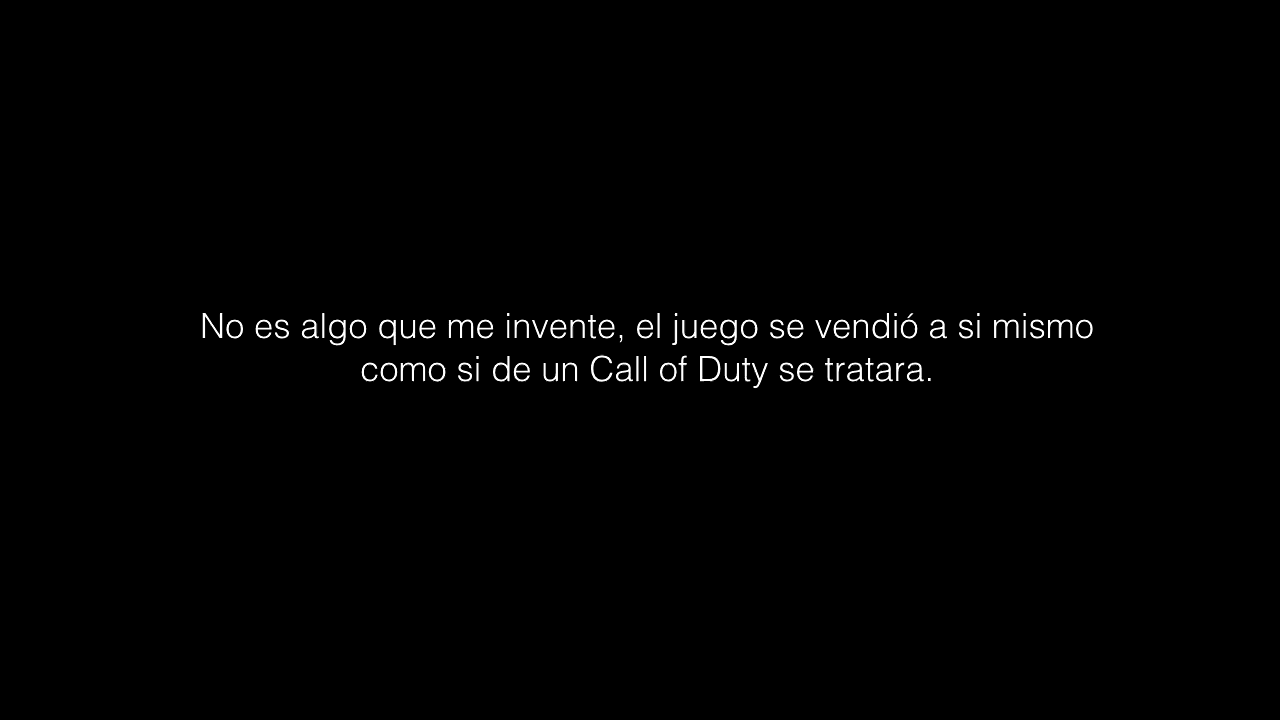 No es algo que me invente, el juego se vendió a si mismo
como si de un Call of Duty se tratara.